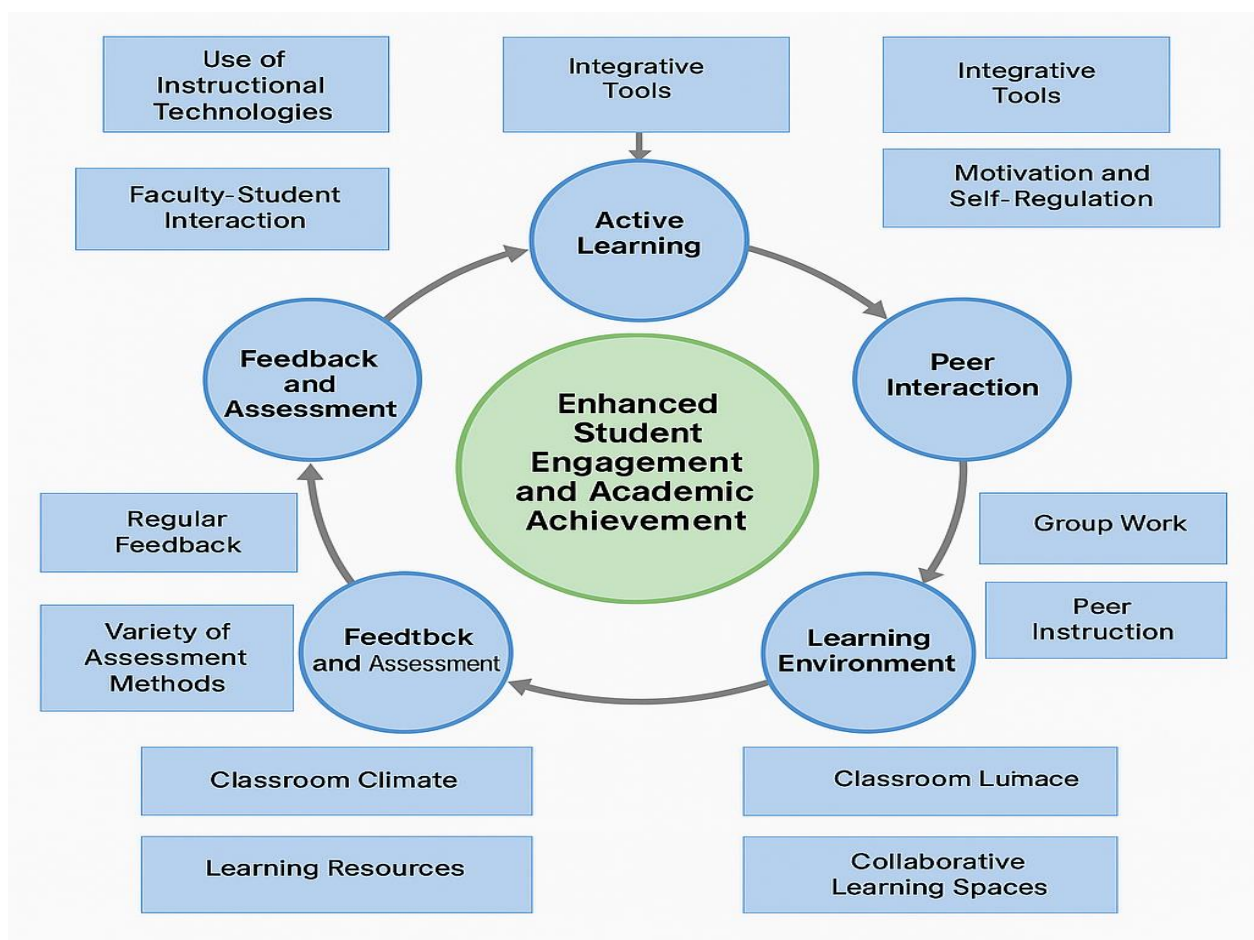 Use of
Instructional
Technologies
Integrative
Tools
Integrative
Tools
Faculty-Student
Interaction
Motivation and
Self-Regulation
Active
Learning
Feedback
and
Assessment
Peer
Interaction
Enhanced
Student
Engagement
and Academic
Achievement
Regular
Feedback
Group Work
Variety of
Assessment
Methods
Feedtbck
and Assessment
Learning
Environment
Peer
Instruction
Classroom Climate
Classroom Lumace
Learning Resources
Collaborative
Learning Spaces